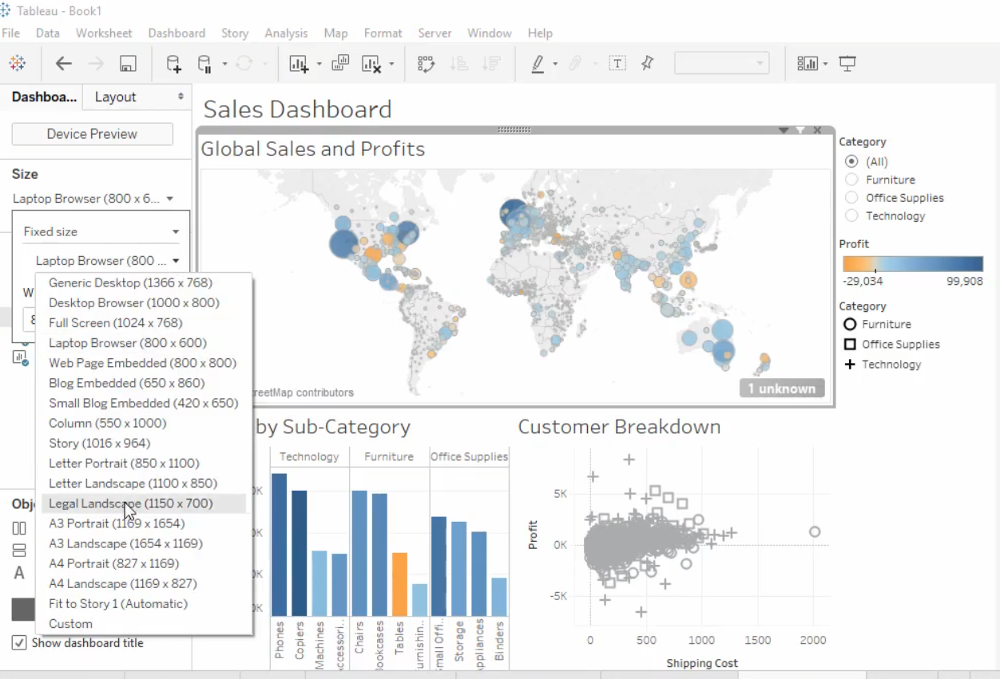 Tableau - Book1
File Data Worksheet Dashboard Story Analysis Map Format Server Window Help
Dashboa... Layout
Device Preview
Size
Laptop Browser (800 x 6...
Fixed size
Laptop Browser (800 ...
Generic Desktop (1366 x 768)
Desktop Browser (1000 x 800)
Full Screen (1024 x 768)
Laptop Browser (800 x 600)
Web Page Embedded (800 x 800)
Blog Embedded (650 x 860)
Small Blog Embedded (420 x 650)
Column (550 x 1000)
Story (1016 x 964)
Letter Portrait (850 x 1100)
Letter Landscape (1100 x 850)
Legal Landscape (1150 x 700)
A3 Portrait (1169 x 1654)
A3 Landscape (1654 x 1169)
A4 Portrait (827 x 1169)
A4 Landscape (1169 x 827)
Fit to Story 1 (Automatic)
Custom
Show dashboard title
Sales Dashboard
Global Sales and Profits
treetMap contributors
1 unknown
Category
(All)
Furniture
Office Supplies
Technology
Profit
-29,034 99,908
Category
Furniture
Office Supplies
Technology
by Sub-Category
Technology Furniture Office Supplies
0K
0K
0K
0K
Phones Copiers Machines Accessori.. Chairs Bookcases Tables urnishin.. mall Offi.. Storage ppliances Binders
Customer Breakdown
Profit
5K
0K
-5K
0 500 1000 1500 2000
Shipping Cost